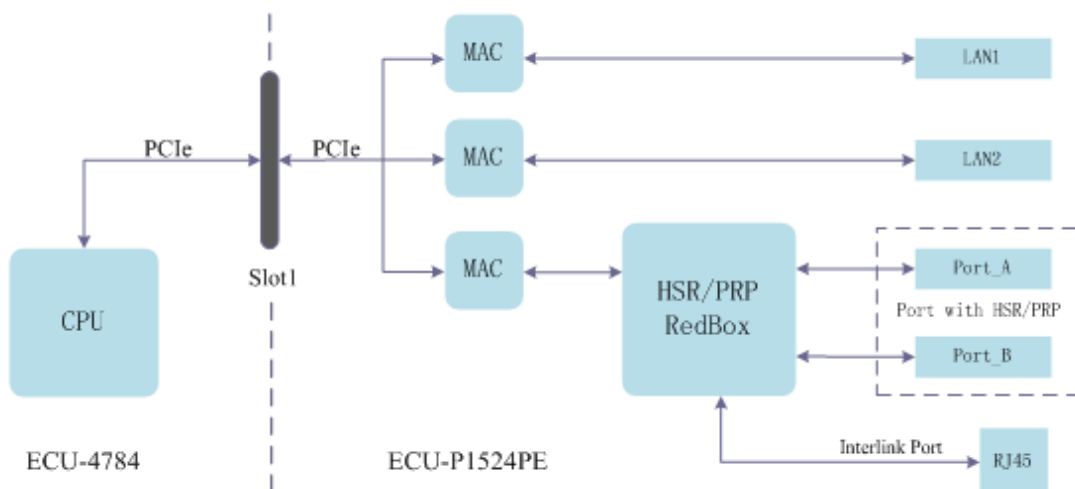 MAC
LAN1
PCIe
PCIe
MAC
LAN2
Slot1
CPU
MAC
HSR/PRP
RedBox
Port_A
Port with HSR/PRP
Port_B
ECU-4784
ECU-P1524PE
Interlink Port
RJ45